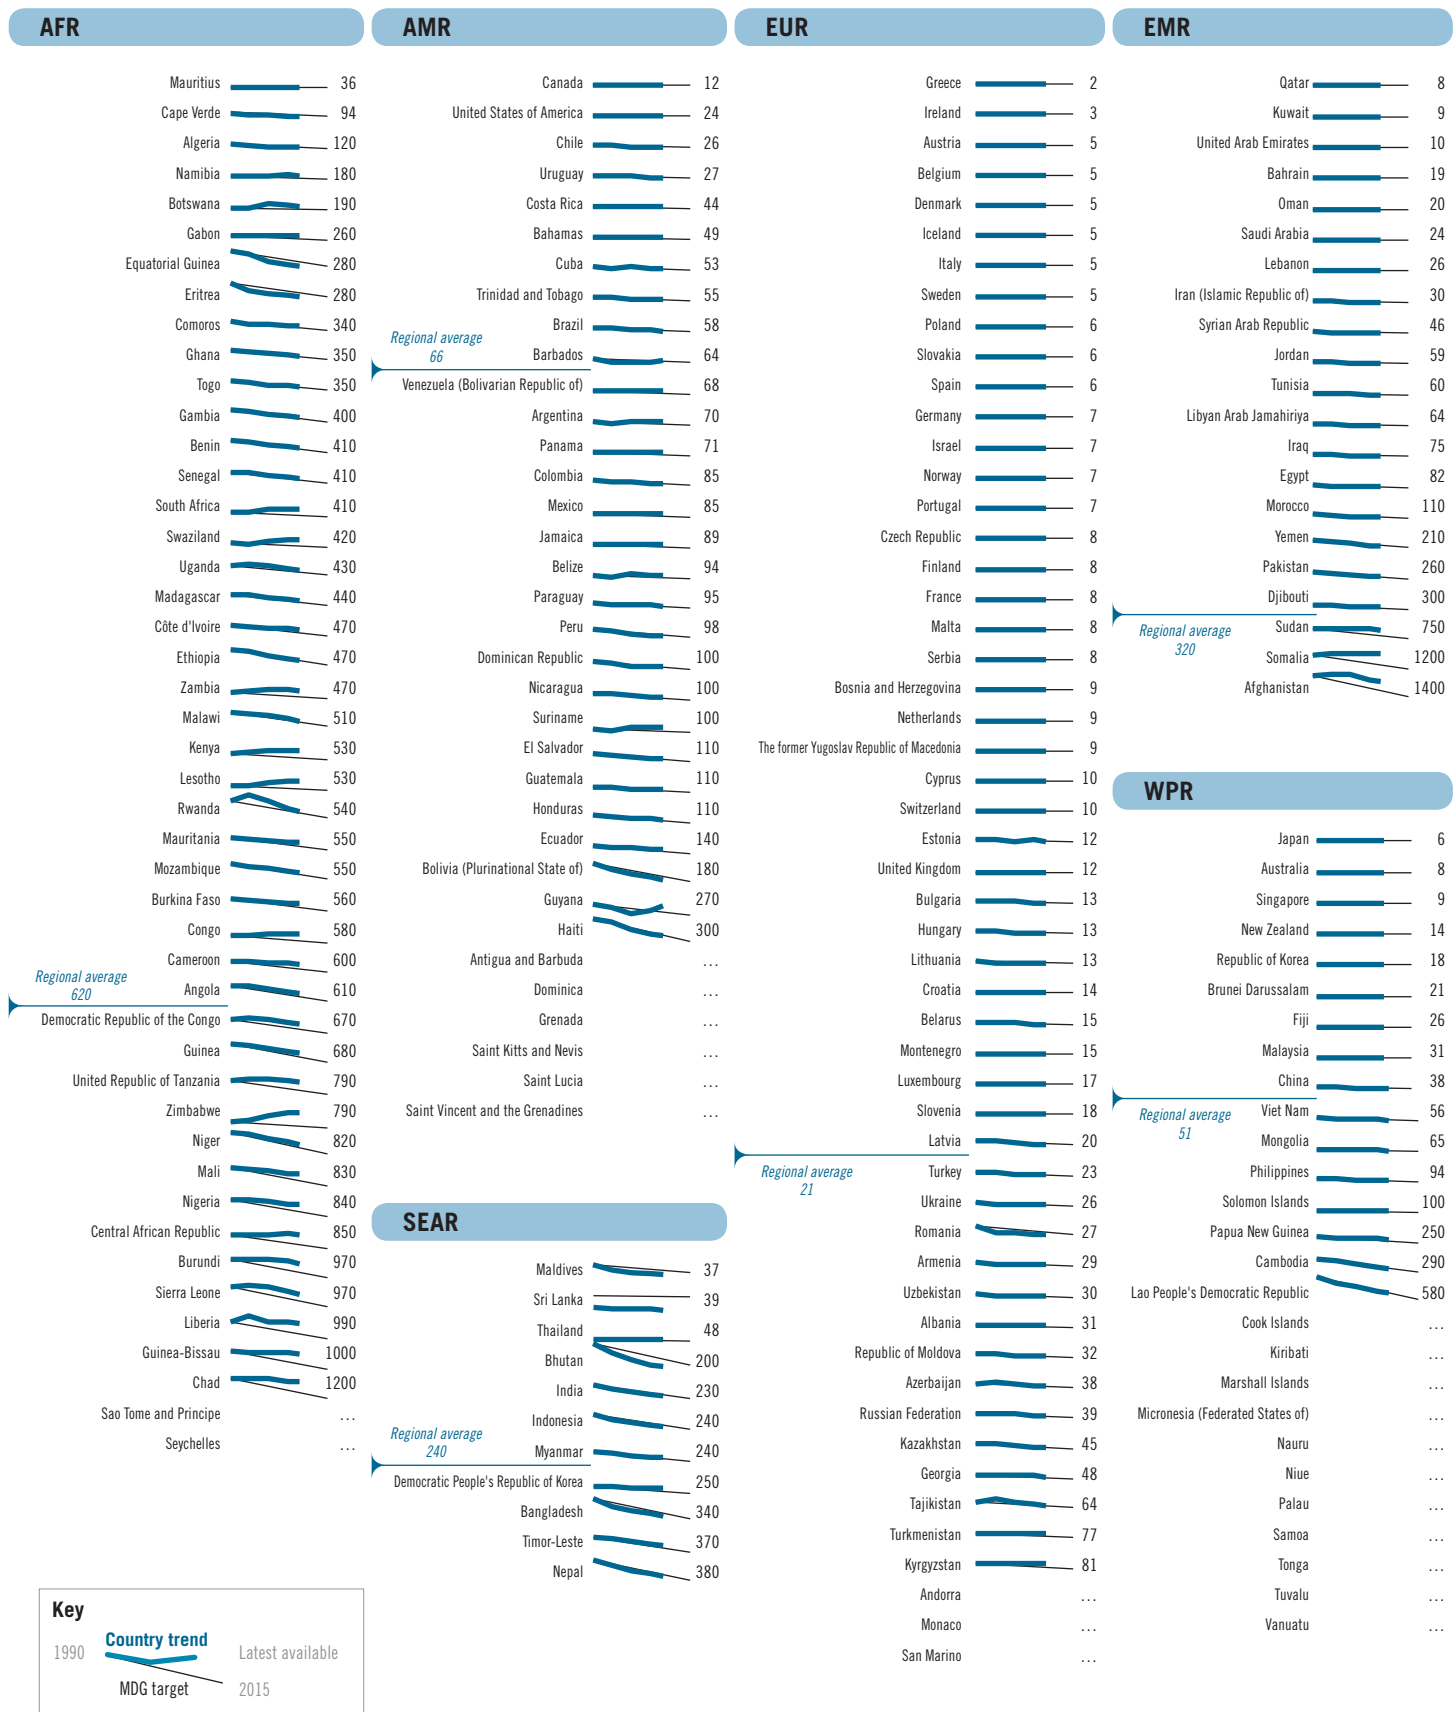 AFR
Mauritius 36
Cape Verde 94
Algeria 120
Namibia 180
Botswana 190
Gabon 260
Equatorial Guinea 280
Eritrea 280
Comoros 340
Ghana 350
Togo 350
Gambia 400
Benin 410
Senegal 410
South Africa 410
Swaziland 420
Uganda 430
Madagascar 440
Côte d'Ivoire 470
Ethiopia 470
Zambia 470
Malawi 510
Kenya 530
Lesotho 530
Rwanda 540
Mauritania 550
Mozambique 550
Burkina Faso 560
Congo 580
Cameroon 600
Regional average
620
Angola 610
Democratic Republic of the Congo 670
Guinea 680
United Republic of Tanzania 790
Zimbabwe 790
Niger 820
Mali 830
Nigeria 840
Central African Republic 850
Burundi 970
Sierra Leone 970
Liberia 990
Guinea-Bissau 1000
Chad 1200
Sao Tome and Principe ...
Seychelles ...
Key
Country trend
1990
Latest available
MDG target
2015
AMR
Canada 12
United States of America 24
Chile 26
Uruguay 27
Costa Rica 44
Bahamas 49
Cuba 53
Trinidad and Tobago 55
Brazil 58
Regional average
66
Barbados 64
Venezuela (Bolivarian Republic of) 68
Argentina 70
Panama 71
Colombia 85
Mexico 85
Jamaica 89
Belize 94
Paraguay 95
Peru 98
Dominican Republic 100
Nicaragua 100
Suriname 100
El Salvador 110
Guatemala 110
Honduras 110
Ecuador 140
Bolivia (Plurinational State of) 180
Guyana 270
Haiti 300
Antigua and Barbuda ...
Dominica ...
Grenada ...
Saint Kitts and Nevis ...
Saint Lucia ...
Saint Vincent and the Grenadines ...
SEAR
Maldives 37
Sri Lanka 39
Thailand 48
Bhutan 200
India 230
Indonesia 240
Regional average
240
Myanmar 240
Democratic People's Republic of Korea 250
Bangladesh 340
Timor-Leste 370
Nepal 380
EUR
Greece 2
Ireland 3
Austria 5
Belgium 5
Denmark 5
Iceland 5
Italy 5
Sweden 5
Poland 6
Slovakia 6
Spain 6
Germany 7
Israel 7
Norway 7
Portugal 7
Czech Republic 8
Finland 8
France 8
Malta 8
Serbia 8
Bosnia and Herzegovina 9
Netherlands 9
The former Yugoslav Republic of Macedonia 9
Cyprus 10
Switzerland 10
Estonia 12
United Kingdom 12
Bulgaria 13
Hungary 13
Lithuania 13
Croatia 14
Belarus 15
Montenegro 15
Luxembourg 17
Slovenia 18
Latvia 20
Regional average
21
Turkey 23
Ukraine 26
Romania 27
Armenia 29
Uzbekistan 30
Albania 31
Republic of Moldova 32
Azerbaijan 38
Russian Federation 39
Kazakhstan 45
Georgia 48
Tajikistan 64
Turkmenistan 77
Kyrgyzstan 81
Andorra ...
Monaco ...
San Marino ...
EMR
Qatar 8
Kuwait 9
United Arab Emirates 10
Bahrain 19
Oman 20
Saudi Arabia 24
Lebanon 26
Iran (Islamic Republic of) 30
Syrian Arab Republic 46
Jordan 59
Tunisia 60
Libyan Arab Jamahiriya 64
Iraq 75
Egypt 82
Morocco 110
Yemen 210
Pakistan 260
Djibouti 300
Regional average
320
Sudan 750
Somalia 1200
Afghanistan 1400
WPR
Japan 6
Australia 8
Singapore 9
New Zealand 14
Republic of Korea 18
Brunei Darussalam 21
Fiji 26
Malaysia 31
China 38
Regional average
51
Viet Nam 56
Mongolia 65
Philippines 94
Solomon Islands 100
Papua New Guinea 250
Cambodia 290
Lao People's Democratic Republic 580
Cook Islands ...
Kiribati ...
Marshall Islands ...
Micronesia (Federated States of) ...
Nauru ...
Niue ...
Palau ...
Samoa ...
Tonga ...
Tuvalu ...
Vanuatu ...